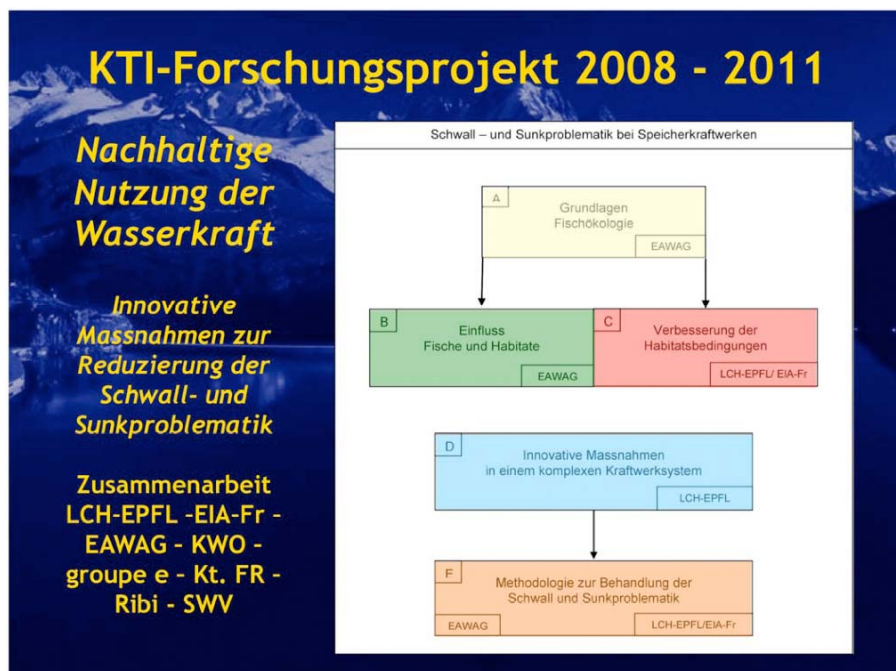 KTI-Forschungsprojekt 2008 - 2011
Nachhaltige
Nutzung der
Wasserkraft
Innovative
Massnahmen zur
Reduzierung der
Schwall- und
Sunkproblematik
Zusammenarbeit
LCH-EPFL -EIA-Fr -
EAWAG - KWO -
groupe e - Kt. FR -
Ribi - SWV
Schwall – und Sunkproblematik bei Speicherkraftwerken
A
Grundlagen
Fischökologie
EAWAG
B
Einfluss
Fische und Habitate
EAWAG
C
Verbesserung der
Habitatsbedingungen
LCH-EPFL/ EIA-Fr
D
Innovative Massnahmen
in einem komplexen Kraftwerksystem
LCH-EPFL
F
Methodologie zur Behandlung der
Schwall und Sunkproblematik
EAWAG
LCH-EPFL/EIA-Fr